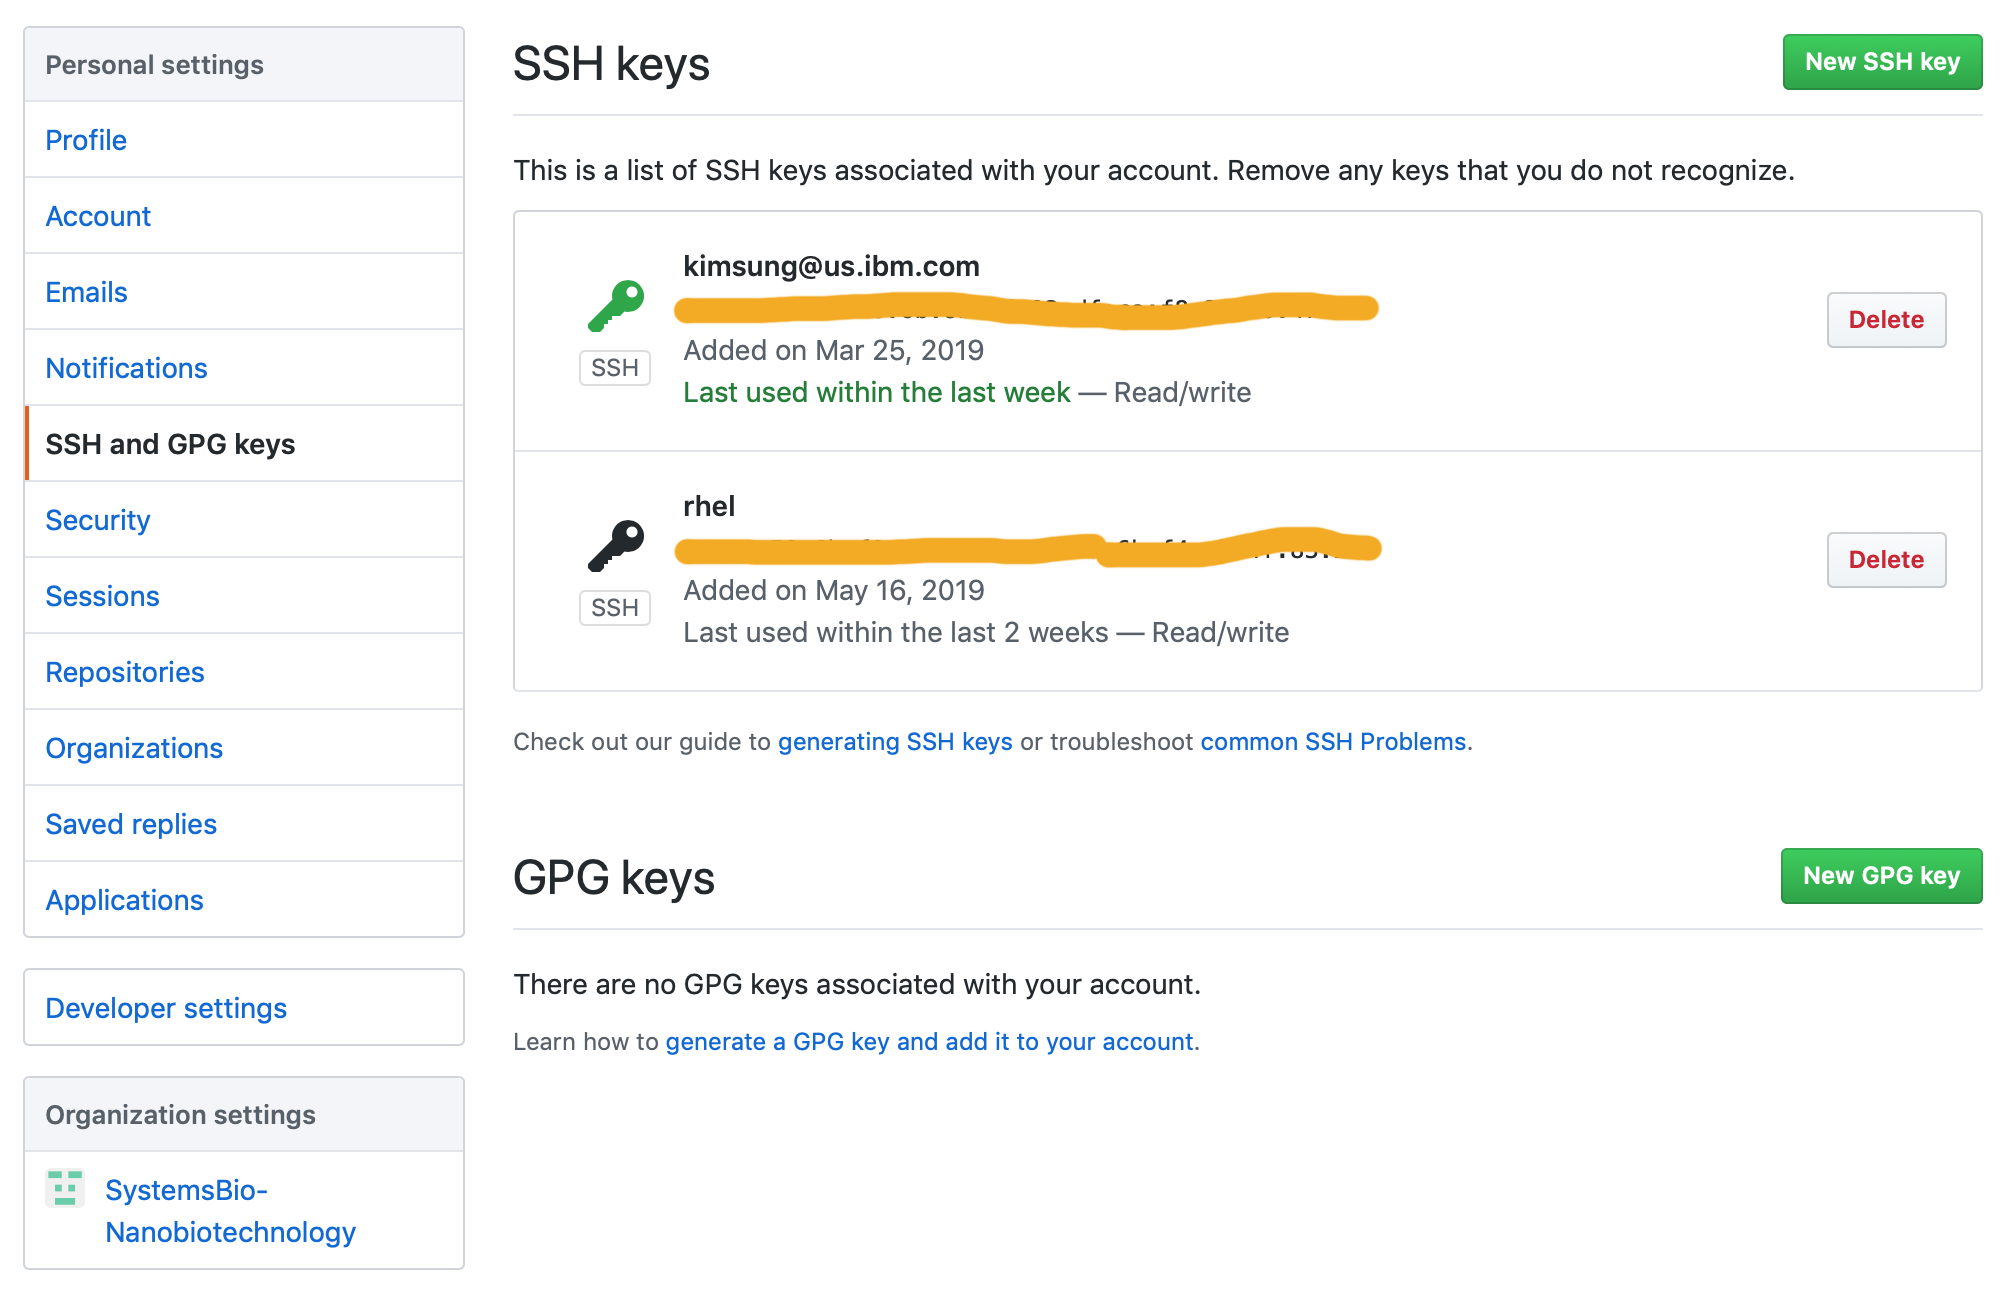 Personal settings
Profile
Account
Emails
Notifications
SSH and GPG keys
Security
Sessions
Repositories
Organizations
Saved replies
Applications
Developer settings
Organization settings
SystemsBio-
Nanobiotechnology
SSH keys
New SSH key
This is a list of SSH keys associated with your account. Remove any keys that you do not recognize.
kimsung@us.ibm.com
SSH
Added on Mar 25, 2019
Last used within the last week — Read/write
Delete
rhel
SSH
Added on May 16, 2019
Last used within the last 2 weeks — Read/write
Delete
Check out our guide to generating SSH keys or troubleshoot common SSH Problems.
GPG keys
New GPG key
There are no GPG keys associated with your account.
Learn how to generate a GPG key and add it to your account.